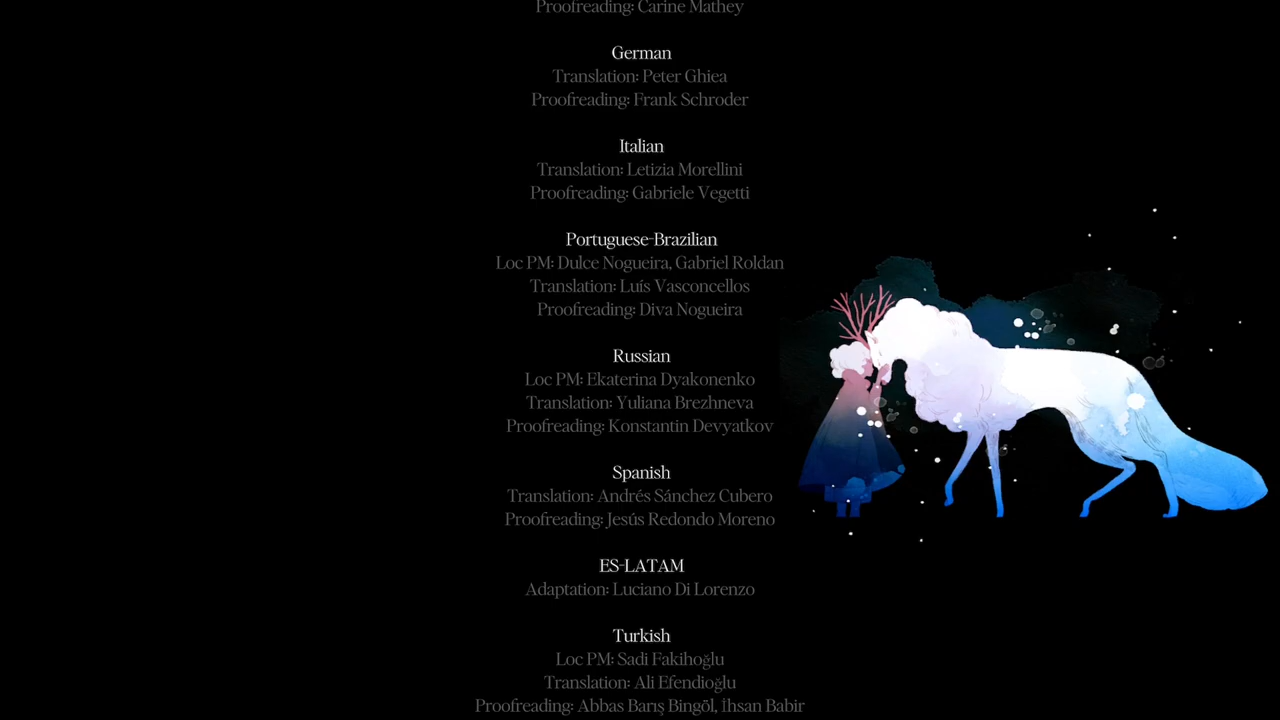 Proofreading: Carine Mathey
German
Translation: Peter Ghiea
Proofreading: Frank Schroder
Italian
Translation: Letizia Morellini
Proofreading: Gabriele Vegetti
Portuguese-Brazilian
Loc PM: Dulce Nogueira, Gabriel Roldan
Translation: Luís Vasconcellos
Proofreading: Diva Nogueira
Russian
Loc PM: Ekaterina Dyakonenko
Translation: Yuliana Brezhneva
Proofreading: Konstantin Devyatkov
Spanish
Translation: Andrés Sánchez Cubero
Proofreading: Jesús Redondo Moreno
ES-LATAM
Adaptation: Luciano Di Lorenzo
Turkish
Loc PM: Sadi Fakihoğlu
Translation: Ali Efendioğlu
Proofreading: Abbas Barış Bingöl, İhsan Babir